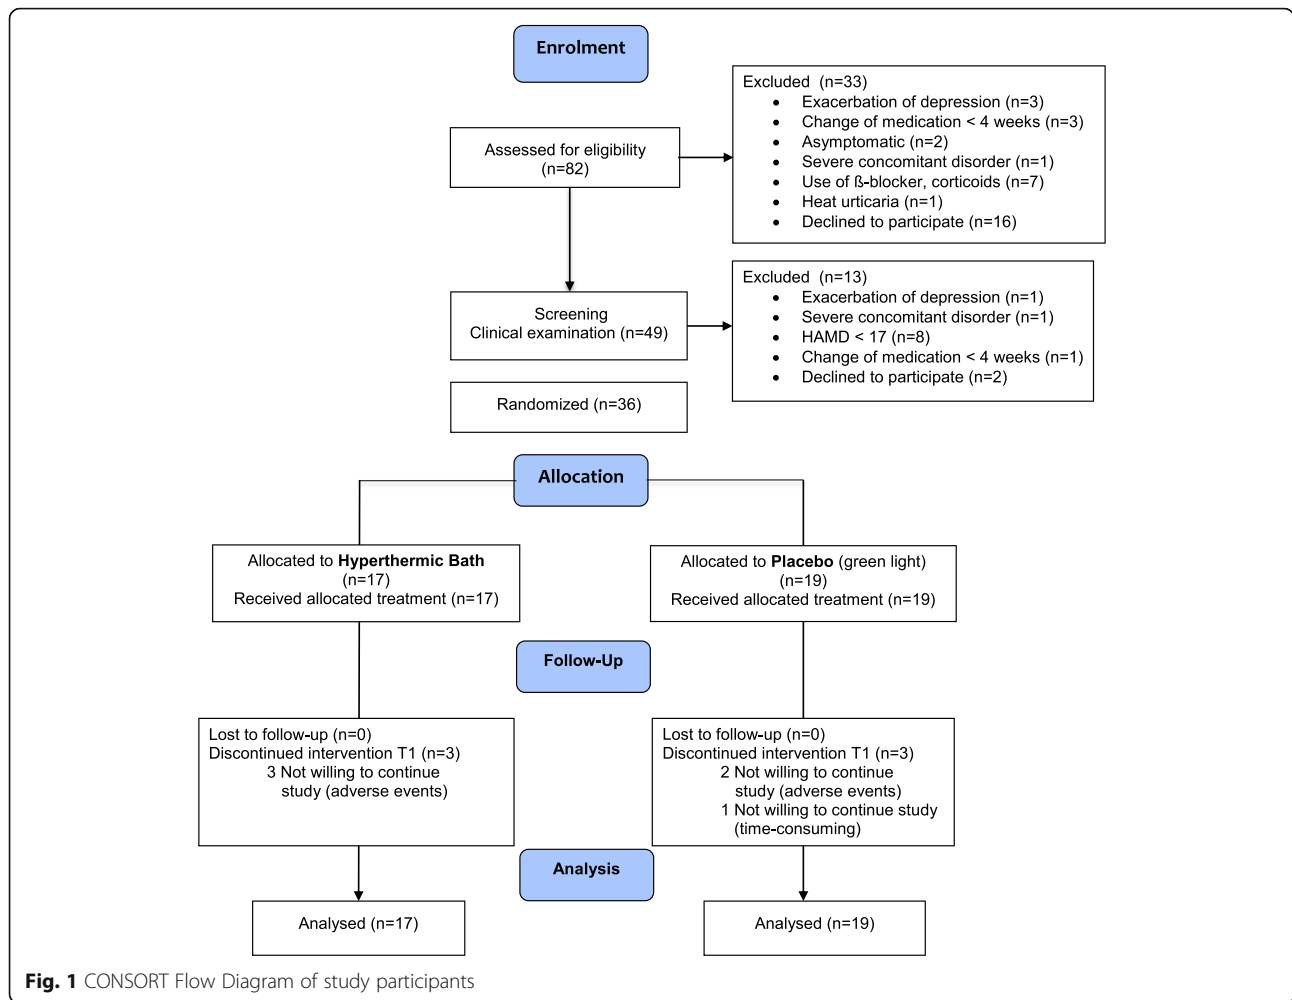 Enrolment
Assessed for eligibility
(n=82)
Excluded (n=33)
• Exacerbation of depression (n=3)
• Change of medication < 4 weeks (n=3)
• Asymptomatic (n=2)
• Severe concomitant disorder (n=1)
• Use of ß-blocker, corticoids (n=7)
• Heat urticaria (n=1)
• Declined to participate (n=16)
Screening
Clinical examination (n=49)
Excluded (n=13)
• Exacerbation of depression (n=1)
• Severe concomitant disorder (n=1)
• HAMD < 17 (n=8)
• Change of medication < 4 weeks (n=1)
• Declined to participate (n=2)
Randomized (n=36)
Allocation
Allocated to Hyperthermic Bath
(n=17)
Received allocated treatment (n=17)
Allocated to Placebo (green light)
(n=19)
Received allocated treatment (n=19)
Follow-Up
Lost to follow-up (n=0)
Discontinued intervention T1 (n=3)
3 Not willing to continue
study (adverse events)
Lost to follow-up (n=0)
Discontinued intervention T1 (n=3)
2 Not willing to continue
study (adverse events)
1 Not willing to continue study
(time-consuming)
Analysis
Analysed (n=17)
Analysed (n=19)
Fig. 1 CONSORT Flow Diagram of study participants